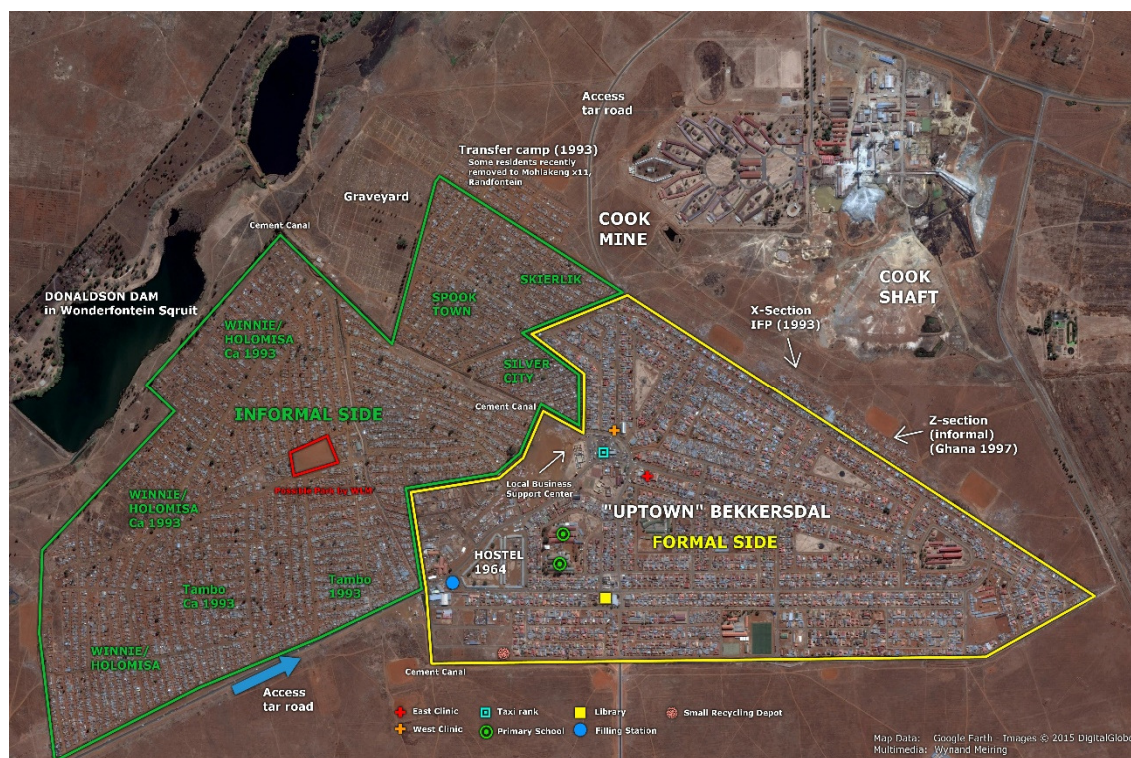 Access
tar road
Transfer camp (1993)
Some residents recently
removed to Mohlakeng x11,
Randfontein
Graveyard
Cement Canal
COOK
MINE
COOK
SHAFT
DONALDSON DAM
in Wonderfontein Sqruit
SKIERLIK
SPOOK
TOWN
WINNIE/
HOLOMISA
Ca 1993
X-Section
IFP (1993)
SILVER
CITY
Cement Canal
INFORMAL SIDE
Z-section
(informal)
(Ghana 1997)
Possible Park by
Local Business
Support Center
WINNIE/
HOLOMISA
Ca 1993
"UPTOWN" BEKKERSDAL
FORMAL SIDE
HOSTEL
1964
Tambo
Ca 1993
Tambo
1993
WINNIE/
HOLOMISA
Cement Canal
Access
tar road
East Clinic
Taxi rank
Library
Small Recycling Depot
West Clinic
Primary School
Filling Station
Map Data: Google Earth Images © 2015 DigitalGlobe
Multimedia: Wynand Meiring